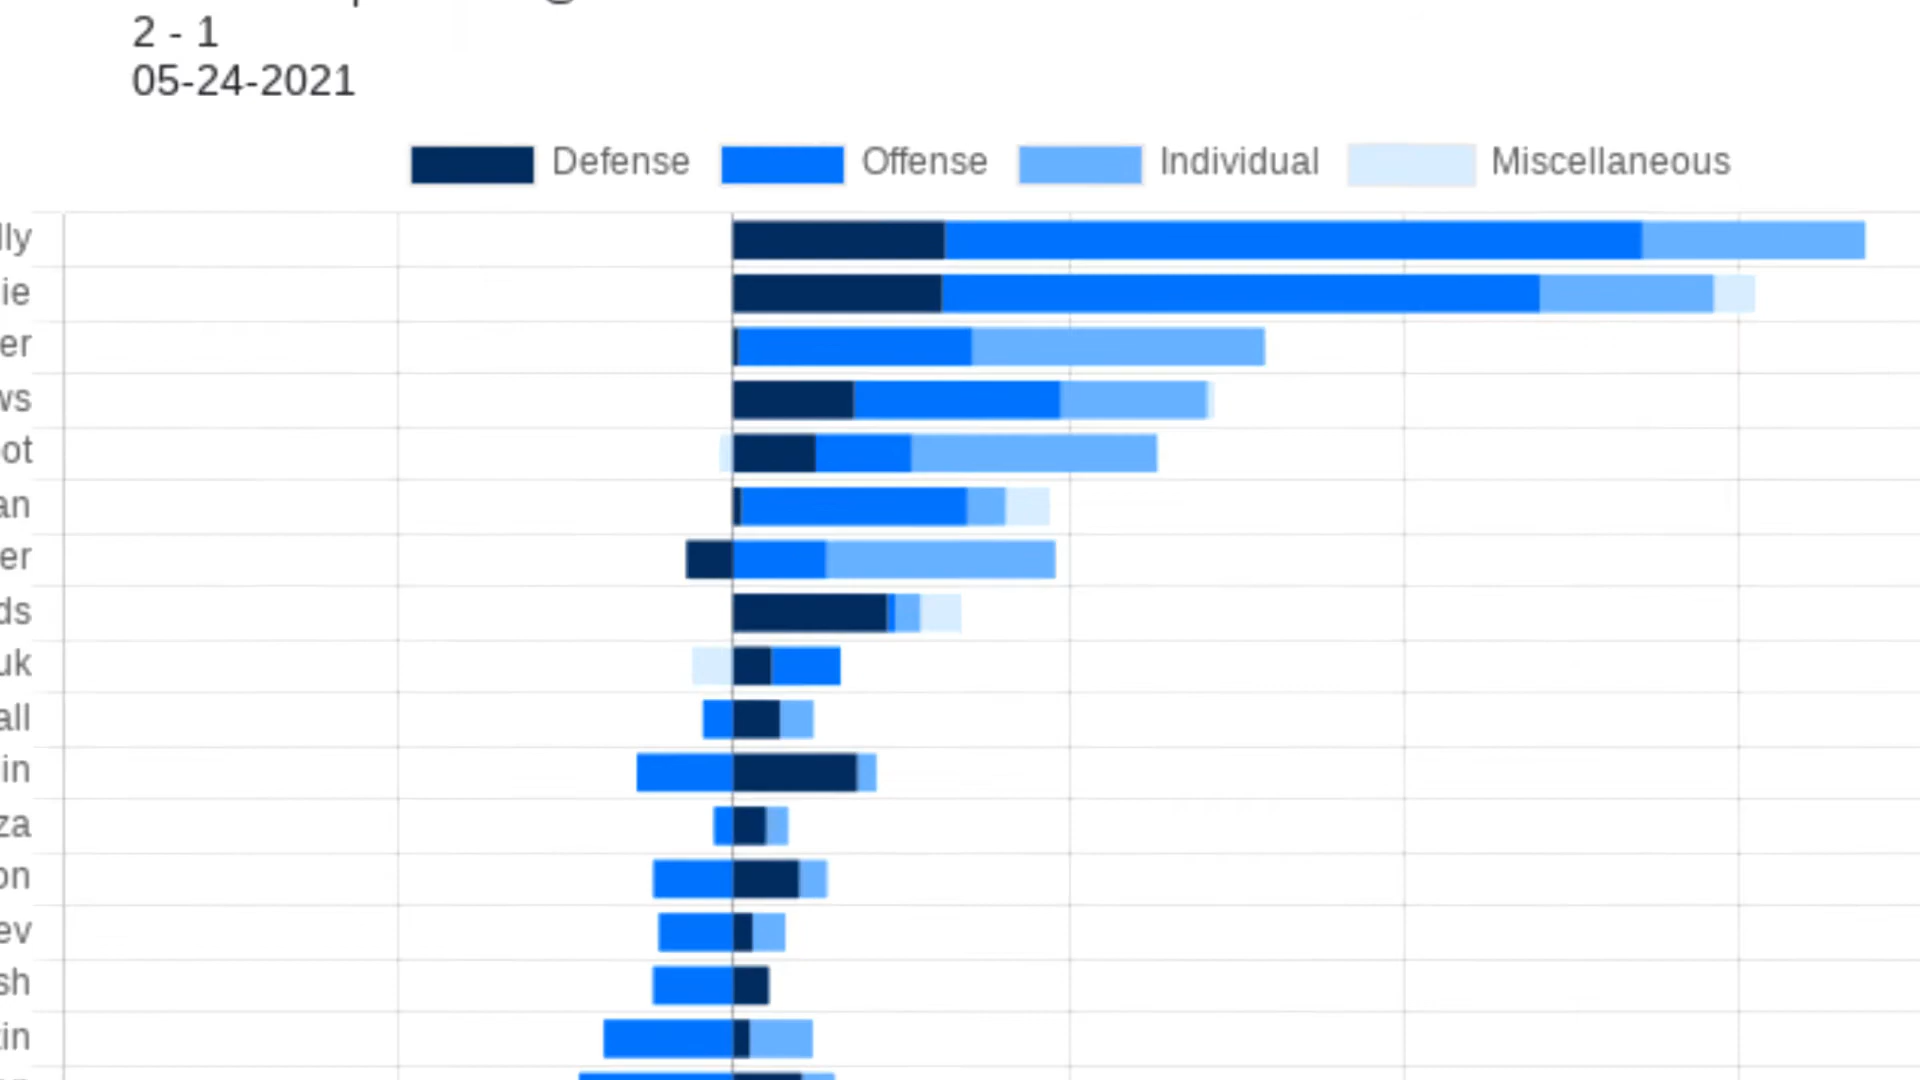 2 - 1
05-24-2021
Defense Offense Individual Miscellaneous
lly
ie
er
ws
ot
an
er
ds
uk
all
in
za
on
ev
sh
tin